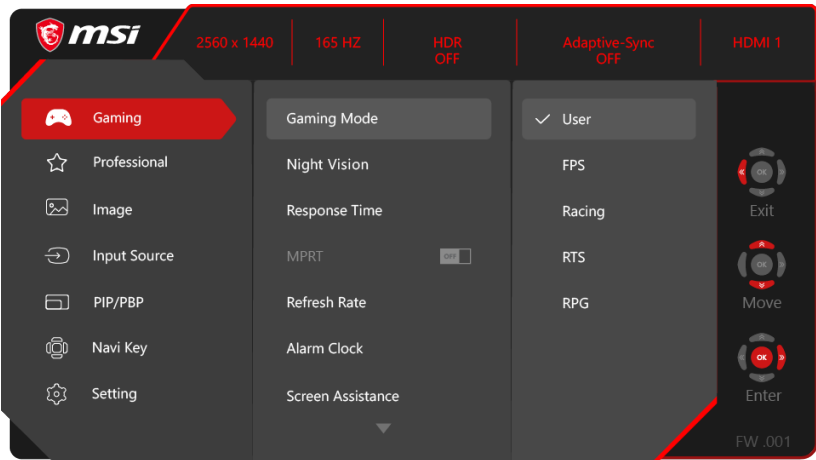 msi
2560 x 1440
165 HZ
HDR
OFF
Adaptive-Sync
OFF
HDMI 1
Gaming
Professional
Image
Input Source
PIP/PBP
Navi Key
Setting
Gaming Mode
Night Vision
Response Time
MPRT
OFF
Refresh Rate
Alarm Clock
Screen Assistance
User
FPS
Racing
RTS
RPG
OK
Exit
OK
Move
OK
Enter
FW .001